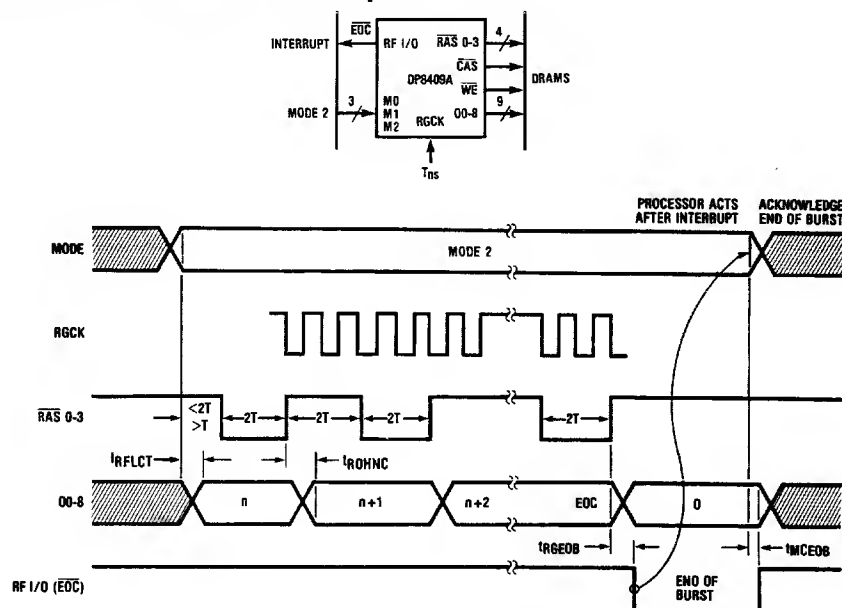 EOC
INTERRUPT
RF I/O
RAS 0-3
4
CAS
DP8409A
DRAMS
WE
3
9
MODE 2
M0
M1
M2
RGCK
00-8
Tns
PROCESSOR ACTS
AFTER INTERRUPT
ACKNOWLEDGE
END OF BURST
MODE
MODE 2
RGCK
RAS 0-3
<2T
>T
2T
2T
2T
2T
tRFLCT
tROHNC
00-8
n
n+1
n+2
EOC
0
tRGEOB
tMCEOB
RF I/O (EOC)
END OF
BURST